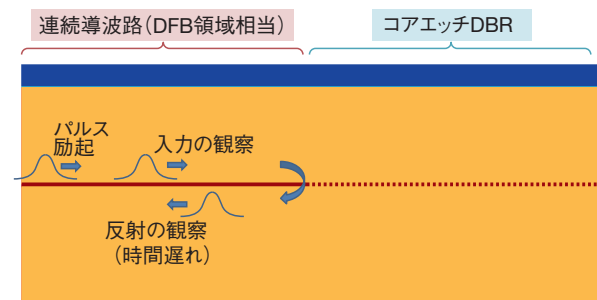 連続導波路(DFB領域相当)
コアエッチDBR
パルス
励起
入力の観察
反射の観察
(時間遅れ)